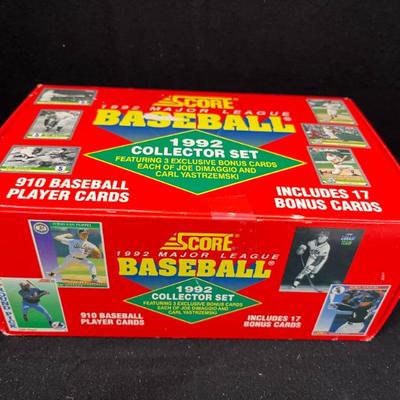 SCORE
1992 MAJOR LEAGUE
BASEBALL
1992
COLLECTOR SET
FEATURING 3 EXCLUSIVE BONUS CARDS
EACH OF JOE DIMAGGIO AND
CARL YASTRZEMSKI
910 BASEBALL
PLAYER CARDS
INCLUDES 17
BONUS CARDS
SCORE
1992 MAJOR LEAGUE
BASEBALL
1992
COLLECTOR SET
FEATURING 3 EXCLUSIVE BONUS CARDS
EACH OF JOE DIMAGGIO AND
CARL YASTRZEMSKI
910 BASEBALL
PLAYER CARDS
INCLUDES 17
BONUS CARDS